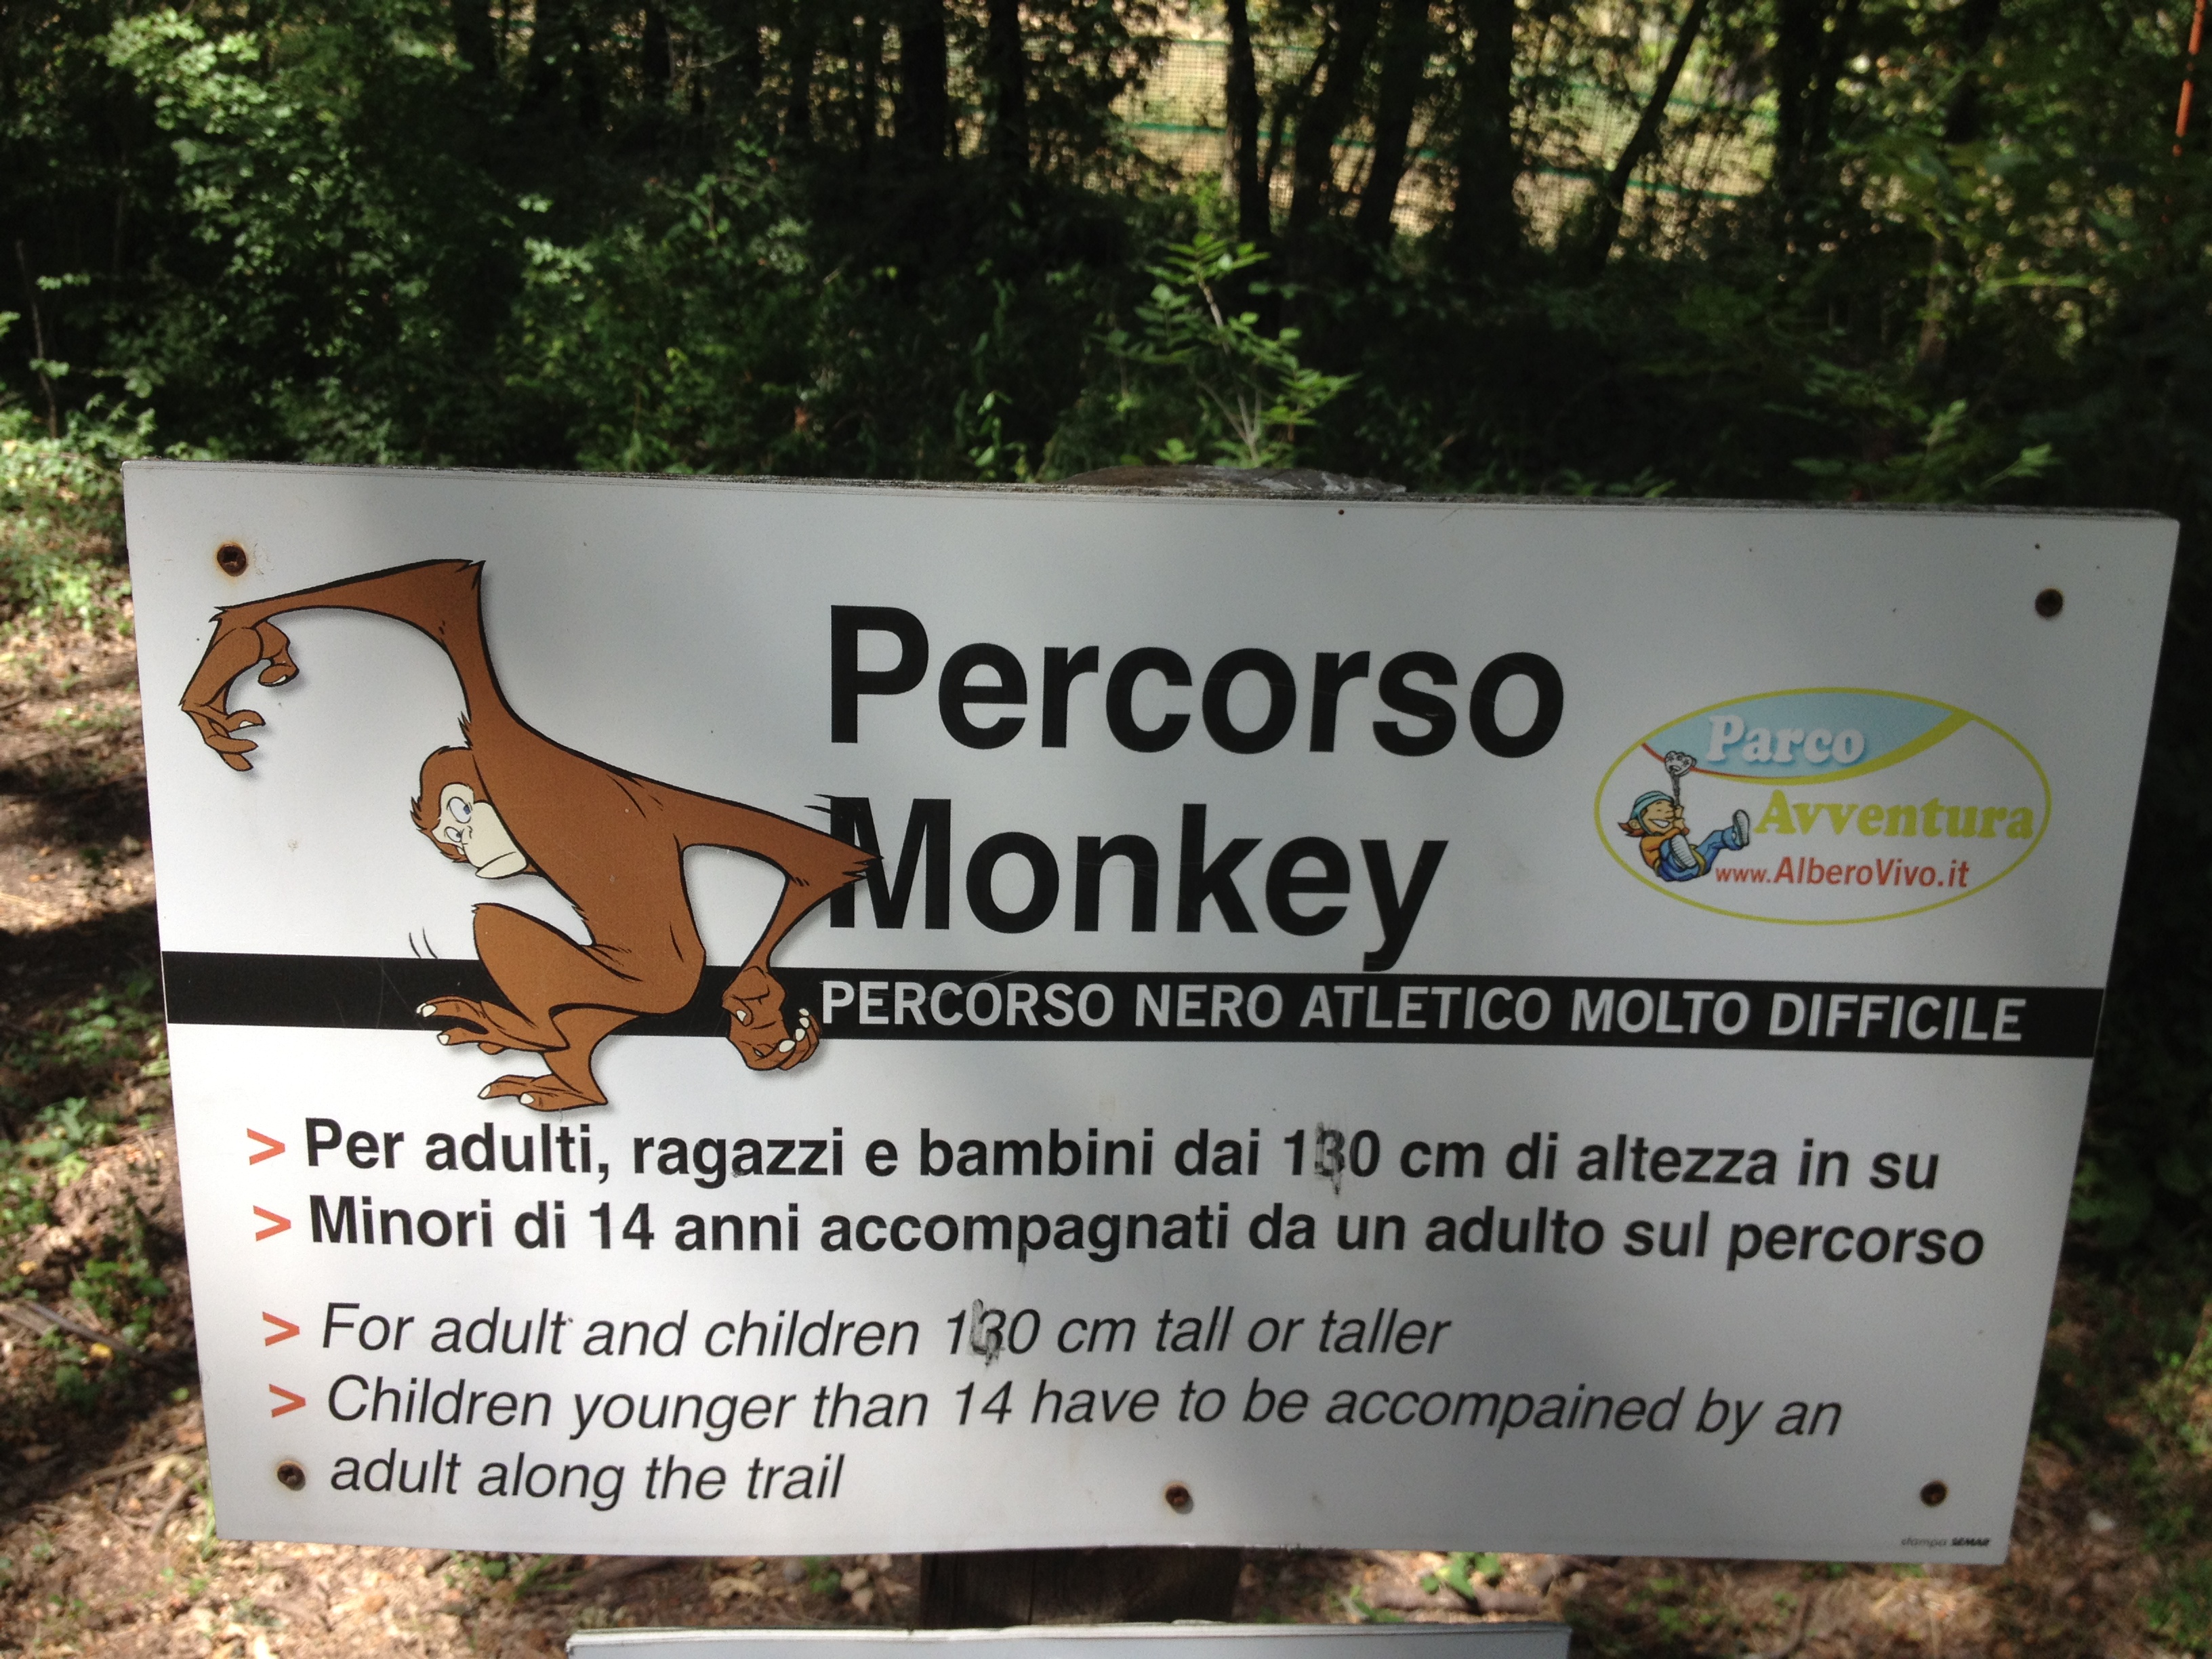 Percorso
Monkey
Parco
Avventura
www.AlberoVivo.it
PERCORSO NERO ATLETICO MOLTO DIFFICILE
> Per adulti, ragazzi e bambini dai 130 cm di altezza in su
> Minori di 14 anni accompagnati da un adulto sul percorso
> For adult and children 130 cm tall or taller
> Children younger than 14 have to be accompained by an
adult along the trail
stampa SEMAR